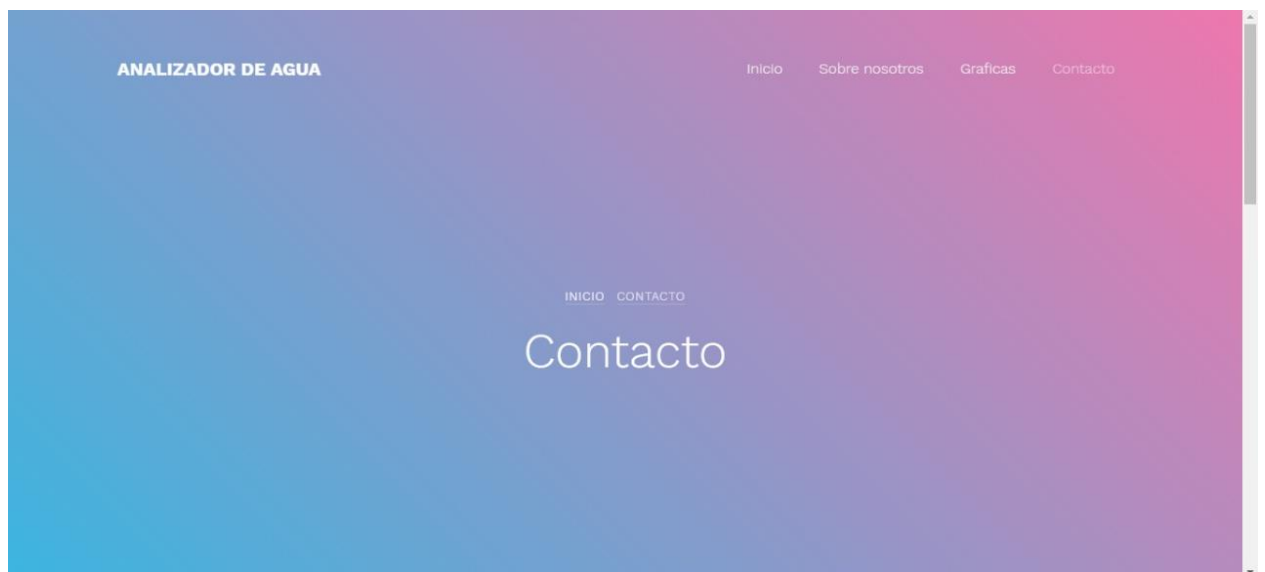 ANALIZADOR DE AGUA Inicio Sobre nosotros Graficas Contacto
INICIO CONTACTO
Contacto